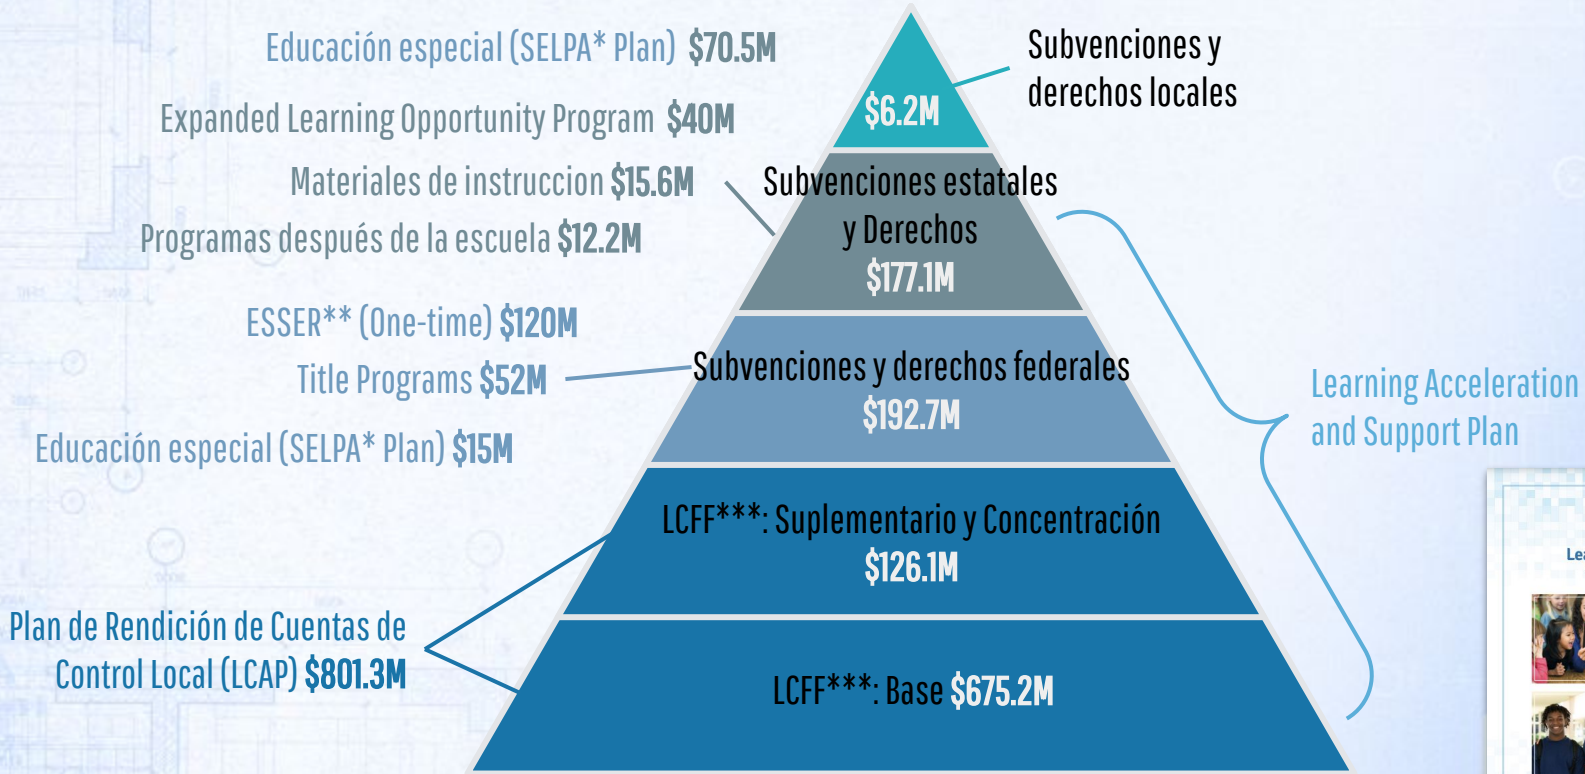 Educación especial (SELPA* Plan) $70.5M
Expanded Learning Opportunity Program $40M
Materiales de instruccion $15.6M
Programas después de la escuela $12.2M
ESSER** (One-time) $120M
Title Programs $52M
Educación especial (SELPA* Plan) $15M
Plan de Rendición de Cuentas de
Control Local (LCAP) $801.3M
$6.2M
Subvenciones y
derechos locales
Subvenciones estatales
y Derechos
$177.1M
Subvenciones y derechos federales
$192.7M
LCFF***: Suplementario y Concentración
$126.1M
LCFF***: Base $675.2M
Learning Acceleration
and Support Plan